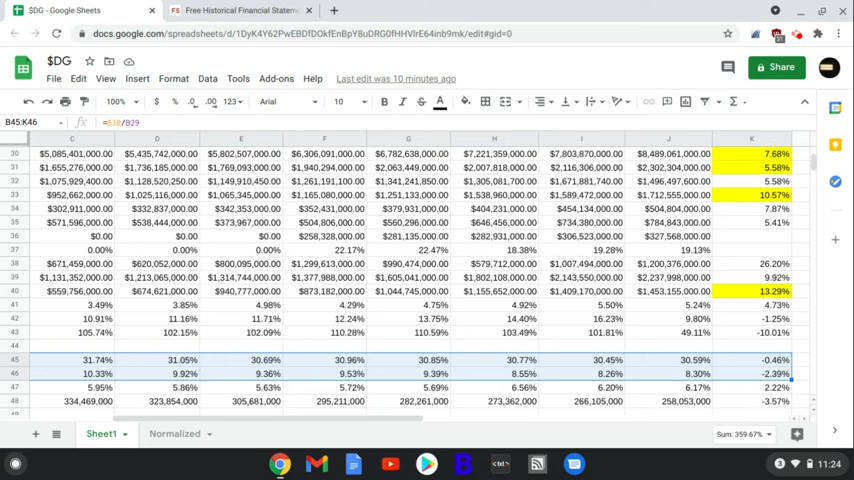 $DG - Google Sheets
Free Historical Financial Stateme
docs.google.com/spreadsheets/d/1DyK4Y62PwEBDfDOkfEnBpY8uDRG0fHVlrE64inb9mk/edit#gid=0
31
$DG
File Edit View Insert Format Data Tools Add-ons Help Last edit was 10 minutes ago
Share
100% $ % .0 .00 123 Arial 10 B I S A
B45:K46 fx =B30/B29
C D E F G H I J K
30 $5,085,401,000.00 $5,435,742,000.00 $5,802,507,000.00 $6,306,091,000.00 $6,782,638,000.00 $7,221,359,000.00 $7,803,870,000.00 $8,489,061,000.00 7.68%
31 $1,655,276,000.00 $1,736,185,000.00 $1,769,093,000.00 $1,940,294,000.00 $2,063,449,000.00 $2,007,818,000.00 $2,116,306,000.00 $2,302,304,000.00 5.58%
32 $1,075,929,400.00 $1,128,520,250.00 $1,149,910,450.00 $1,261,191,100.00 $1,341,241,850.00 $1,305,081,700.00 $1,671,881,740.00 $1,496,497,600.00 5.58%
33 $952,662,000.00 $1,025,116,000.00 $1,065,345,000.00 $1,165,080,000.00 $1,251,133,000.00 $1,538,960,000.00 $1,589,472,000.00 $1,712,555,000.00 10.57%
34 $302,911,000.00 $332,837,000.00 $342,353,000.00 $352,431,000.00 $379,931,000.00 $404,231,000.00 $454,134,000.00 $504,804,000.00 7.87%
35 $571,596,000.00 $538,444,000.00 $373,967,000.00 $504,806,000.00 $560,296,000.00 $646,456,000.00 $734,380,000.00 $784,843,000.00 5.41%
36 $0.00 $0.00 $0.00 $258,328,000.00 $281,135,000.00 $282,931,000.00 $306,523,000.00 $327,568,000.00
37 0.00% 0.00% 0.00% 22.17% 22.47% 18.38% 19.28% 19.13%
38 $671,459,000.00 $620,052,000.00 $800,095,000.00 $1,299,613,000.00 $990,474,000.00 $579,712,000.00 $1,007,494,000.00 $1,200,376,000.00 26.20%
39 $1,131,352,000.00 $1,213,065,000.00 $1,314,744,000.00 $1,377,988,000.00 $1,605,041,000.00 $1,802,108,000.00 $2,143,550,000.00 $2,237,998,000.00 9.92%
40 $559,756,000.00 $674,621,000.00 $940,777,000.00 $873,182,000.00 $1,044,745,000.00 $1,155,652,000.00 $1,409,170,000.00 $1,453,155,000.00 13.29%
41 3.49% 3.85% 4.98% 4.29% 4.75% 4.92% 5.50% 5.24% 4.73%
42 10.91% 11.16% 11.71% 12.24% 13.75% 14.40% 16.23% 9.80% -1.25%
43 105.74% 102.15% 102.09% 110.28% 110.59% 103.49% 101.81% 49.11% -10.01%
44
45 31.74% 31.05% 30.69% 30.96% 30.85% 30.77% 30.45% 30.59% -0.46%
46 10.33% 9.92% 9.36% 9.53% 9.39% 8.55% 8.26% 8.30% -2.39%
47 5.95% 5.86% 5.63% 5.72% 5.69% 6.56% 6.20% 6.17% 2.22%
48 334,469,000 323,854,000 305,681,000 295,211,000 282,261,000 273,362,000 266,105,000 258,053,000 -3.57%
49
Sheet1 Normalized Sum: 359.67%
<txt> 3 11:24